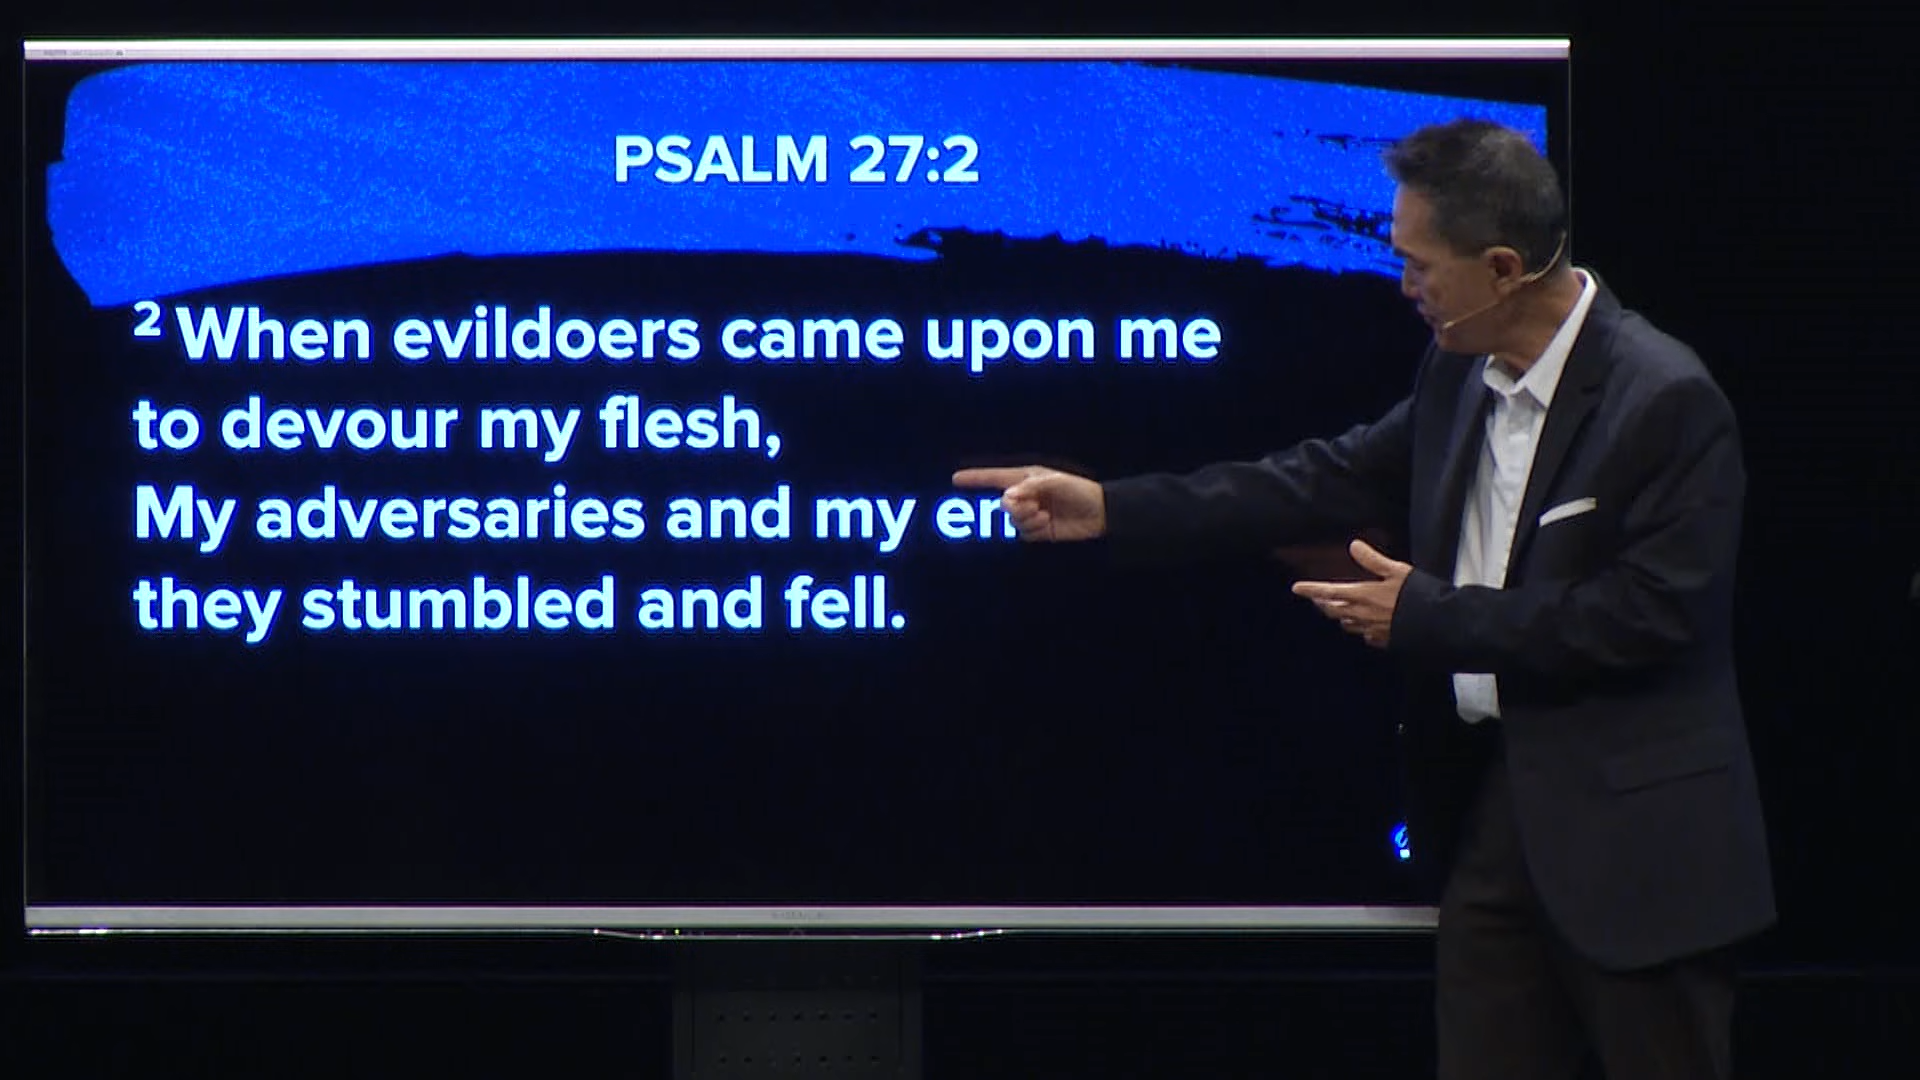 PSALM 27:2
2 When evildoers came upon me
to devour my flesh,
My adversaries and my
they stumbled and fell.